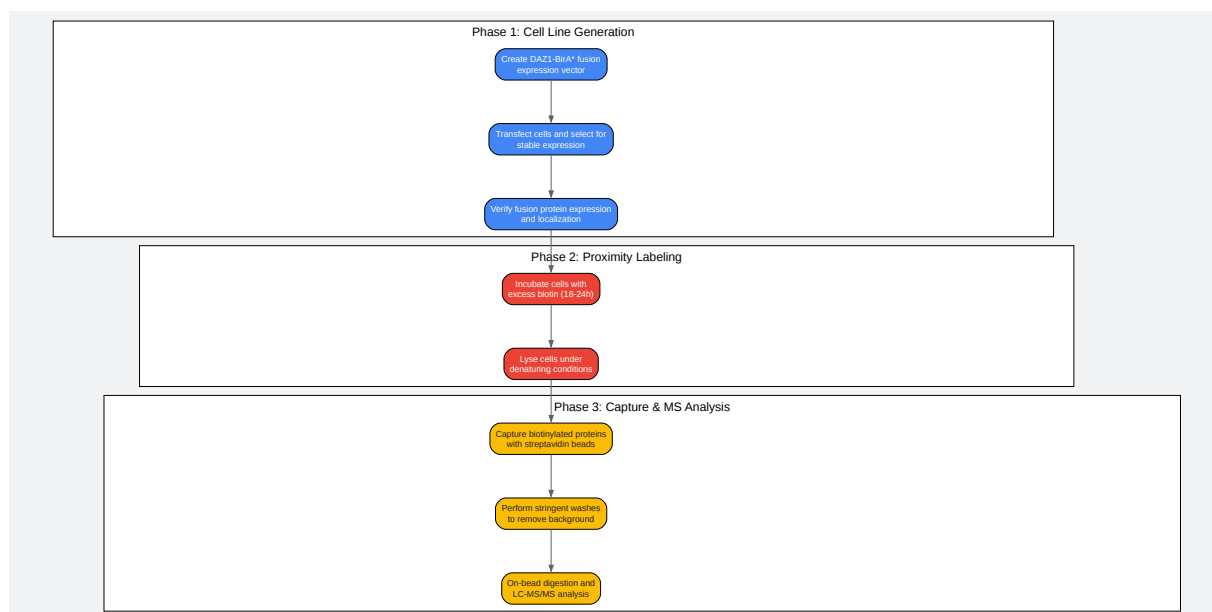 Phase 1: Cell Line Generation
Create DAZ1-BirA* fusion
expression vector
Transfect cells and select for
stable expression
Verify fusion protein expression
and localization
Phase 2: Proximity Labeling
Incubate cells with
excess biotin (18-24h)
Lyse cells under
denaturing conditions
Phase 3: Capture & MS Analysis
Capture biotinylated proteins
with streptavidin beads
Perform stringent washes
to remove background
On-bead digestion and
LC-MS/MS analysis